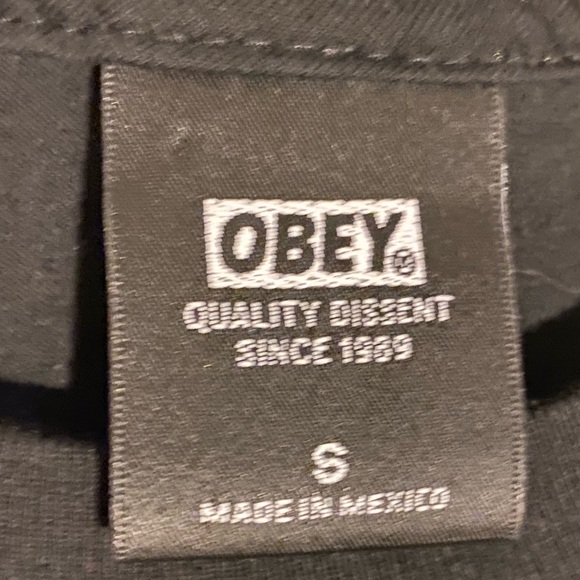 OBEY®
QUALITY DISSENT
SINCE 1989
S
MADE IN MEXICO